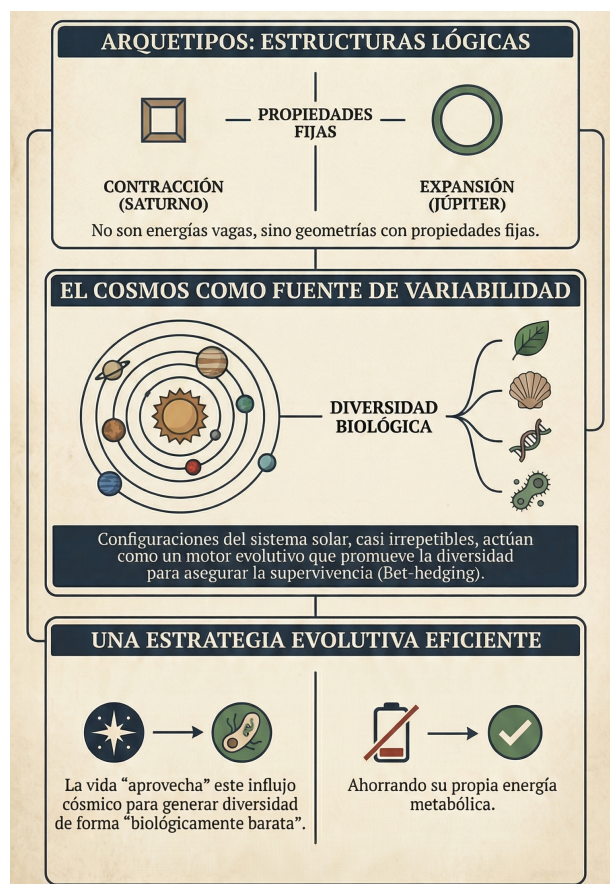 ARQUETIPOS: ESTRUCTURAS LÓGICAS
PROPIEDADES
FIJAS
CONTRACCIÓN
(SATURNO)
EXPANSIÓN
(JÚPITER)
No son energías vagas, sino geometrías con propiedades fijas.
EL COSMOS COMO FUENTE DE VARIABILIDAD
DIVERSIDAD
BIOLÓGICA
Configuraciones del sistema solar, casi irrepetibles, actúan
como un motor evolutivo que promueve la diversidad
para asegurar la supervivencia (Bet-hedging).
UNA ESTRATEGIA EVOLUTIVA EFICIENTE
La vida “aprovecha” este influjo
cósmico para generar diversidad
de forma “biológicamente barata”.
Ahorrando su propia energía
metabólica.